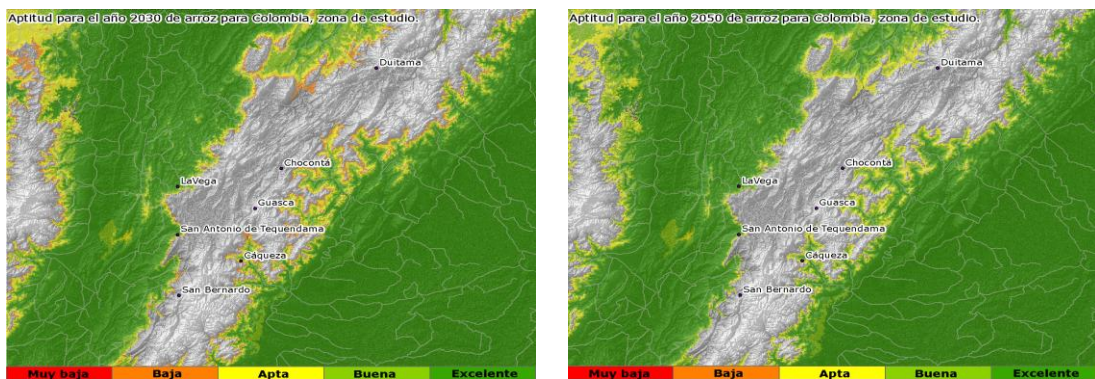 Aptitud para el año 2030 de arroz para Colombia, zona de estudio.
Duitama
Chocontá
LaVega
Guasca
San Antonio de Tequendama
Cáqueza
San Bernardo
Muy baja Baja Apta Buena Excelente
Aptitud para el año 2050 de arroz para Colombia, zona de estudio.
Duitama
Chocontá
LaVega
Guasca
San Antonio de Tequendama
Cáqueza
San Bernardo
Muy baja Baja Apta Buena Excelente